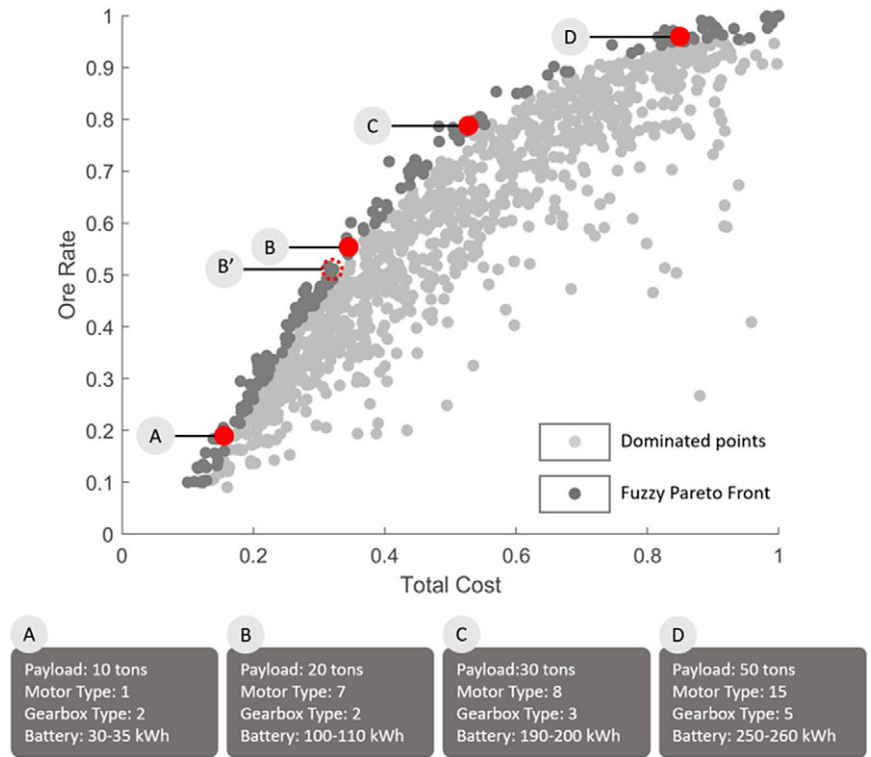 1
0.9
0.8
0.7
0.6
0.5
0.4
0.3
0.2
0.1
0
Ore Rate
D
C
B
B’
A
Dominated points
Fuzzy Pareto Front
0
0.2
0.4
0.6
0.8
1
Total Cost
A
Payload: 10 tons
Motor Type: 1
Gearbox Type: 2
Battery: 30-35 kWh
B
Payload: 20 tons
Motor Type: 7
Gearbox Type: 2
Battery: 100-110 kWh
C
Payload:30 tons
Motor Type: 8
Gearbox Type: 3
Battery: 190-200 kWh
D
Payload: 50 tons
Motor Type: 15
Gearbox Type: 5
Battery: 250-260 kWh